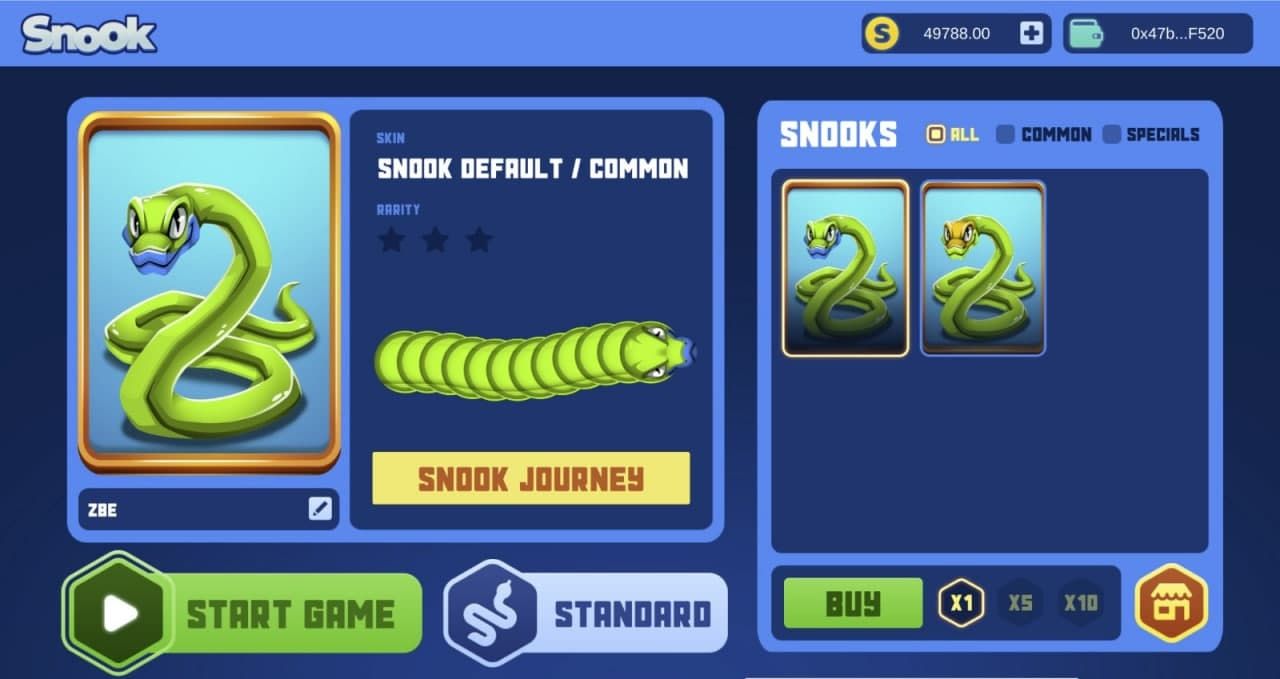 Snook
S 49788.00 0x47b...F520
SKIN
SNOOK DEFAULT / COMMON
RARITY
SNOOK JOURNEY
ZBE
START GAME
STANDARD
SNOOKS ALL COMMON SPECIALS
BUY X1 X5 X10